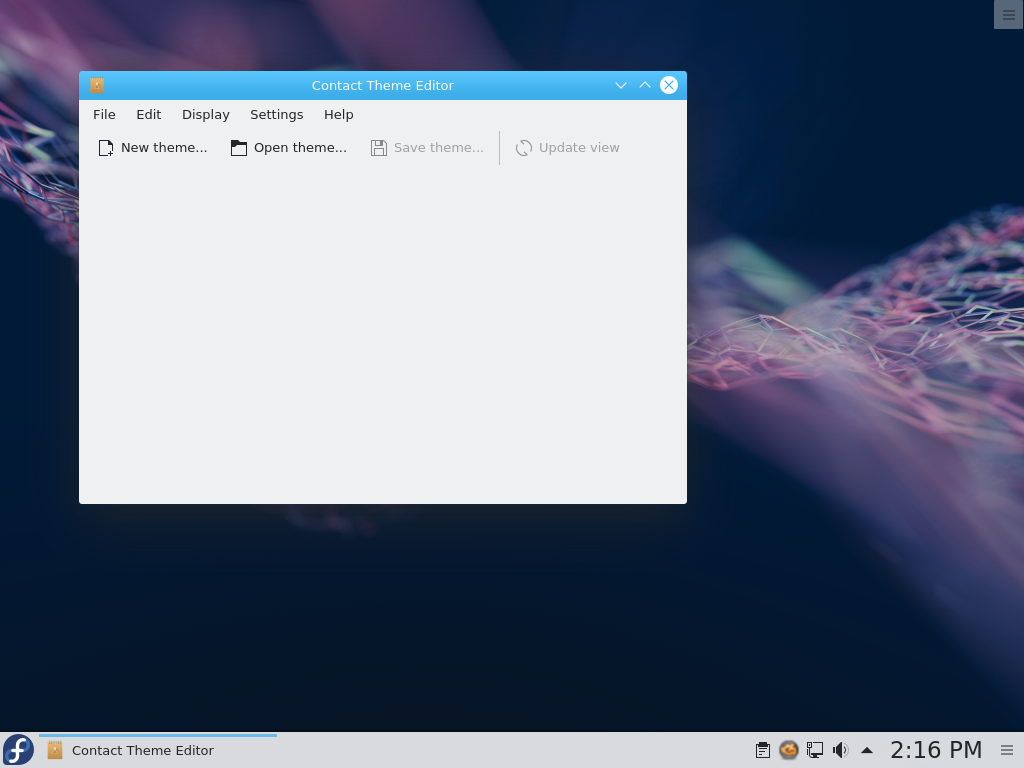 Contact Theme Editor
File Edit Display Settings Help
New theme... Open theme... Save theme... Update view
Contact Theme Editor 2:16 PM